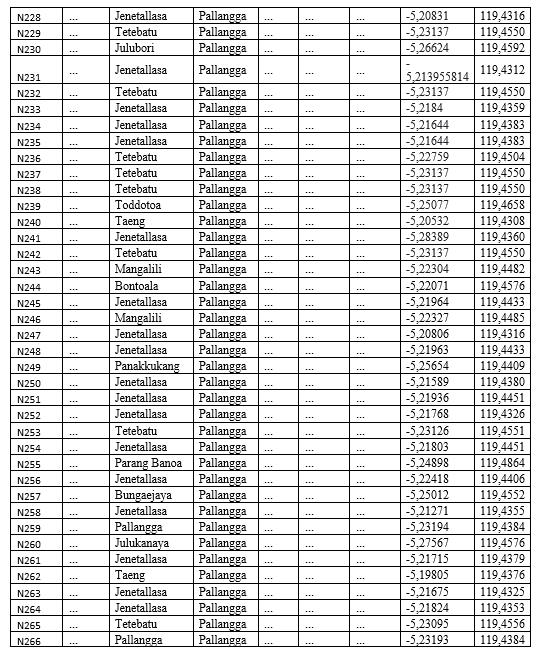 N228 ... Jenetallasa Pallangga ... ... ... -5,20831 119,4316
N229 ... Tetebatu Pallangga ... ... ... -5,23137 119,4550
N230 ... Julubori Pallangga ... ... ... -5,26624 119,4592
N231 ... Jenetallasa Pallangga ... ... ... -5,213955814 119,4312
N232 ... Tetebatu Pallangga ... ... ... -5,23137 119,4550
N233 ... Jenetallasa Pallangga ... ... ... -5,2184 119,4359
N234 ... Jenetallasa Pallangga ... ... ... -5,21644 119,4383
N235 ... Jenetallasa Pallangga ... ... ... -5,21644 119,4383
N236 ... Tetebatu Pallangga ... ... ... -5,22759 119,4504
N237 ... Tetebatu Pallangga ... ... ... -5,23137 119,4550
N238 ... Tetebatu Pallangga ... ... ... -5,23137 119,4550
N239 ... Toddotoa Pallangga ... ... ... -5,25077 119,4658
N240 ... Taeng Pallangga ... ... ... -5,20532 119,4308
N241 ... Jenetallasa Pallangga ... ... ... -5,28389 119,4360
N242 ... Tetebatu Pallangga ... ... ... -5,23137 119,4550
N243 ... Mangalili Pallangga ... ... ... -5,22304 119,4482
N244 ... Bontoala Pallangga ... ... ... -5,22071 119,4576
N245 ... Jenetallasa Pallangga ... ... ... -5,21964 119,4433
N246 ... Mangalili Pallangga ... ... ... -5,22327 119,4485
N247 ... Jenetallasa Pallangga ... ... ... -5,20806 119,4316
N248 ... Jenetallasa Pallangga ... ... ... -5,21963 119,4433
N249 ... Panakkukang Pallangga ... ... ... -5,25654 119,4409
N250 ... Jenetallasa Pallangga ... ... ... -5,21589 119,4380
N251 ... Jenetallasa Pallangga ... ... ... -5,21936 119,4451
N252 ... Jenetallasa Pallangga ... ... ... -5,21768 119,4326
N253 ... Tetebatu Pallangga ... ... ... -5,23126 119,4551
N254 ... Jenetallasa Pallangga ... ... ... -5,21803 119,4451
N255 ... Parang Banoa Pallangga ... ... ... -5,24898 119,4864
N256 ... Jenetallasa Pallangga ... ... ... -5,22418 119,4406
N257 ... Bungaejaya Pallangga ... ... ... -5,25012 119,4552
N258 ... Jenetallasa Pallangga ... ... ... -5,21271 119,4355
N259 ... Pallangga Pallangga ... ... ... -5,23194 119,4384
N260 ... Julukanaya Pallangga ... ... ... -5,27567 119,4576
N261 ... Jenetallasa Pallangga ... ... ... -5,21715 119,4379
N262 ... Taeng Pallangga ... ... ... -5,19805 119,4376
N263 ... Jenetallasa Pallangga ... ... ... -5,21675 119,4325
N264 ... Jenetallasa Pallangga ... ... ... -5,21824 119,4353
N265 ... Tetebatu Pallangga ... ... ... -5,23095 119,4556
N266 ... Pallangga Pallangga ... ... ... -5,23193 119,4384